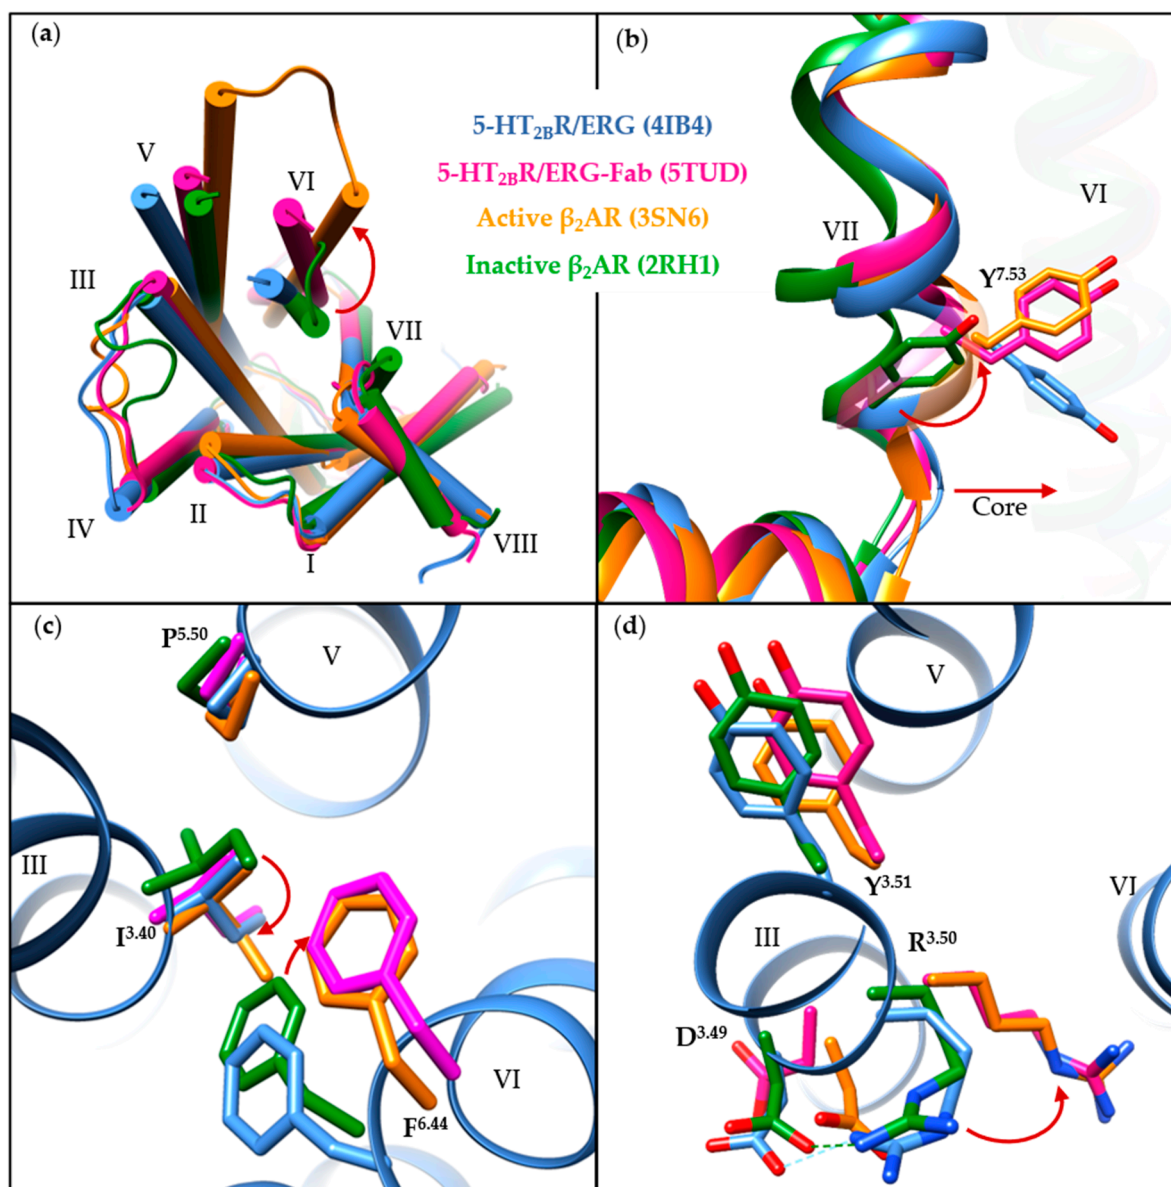 (a)
V
VI
III
VII
IV
II
I
VIII
5-HT2BR/ERG (4IB4)
5-HT2BR/ERG-Fab (5TUD)
Active β2AR (3SN6)
Inactive β2AR (2RH1)
(b)
VI
VII
Y7.53
Core
(c)
P5.50
V
III
I3.40
VI
F6.44
(d)
V
Y3.51
VI
III
R3.50
D3.49